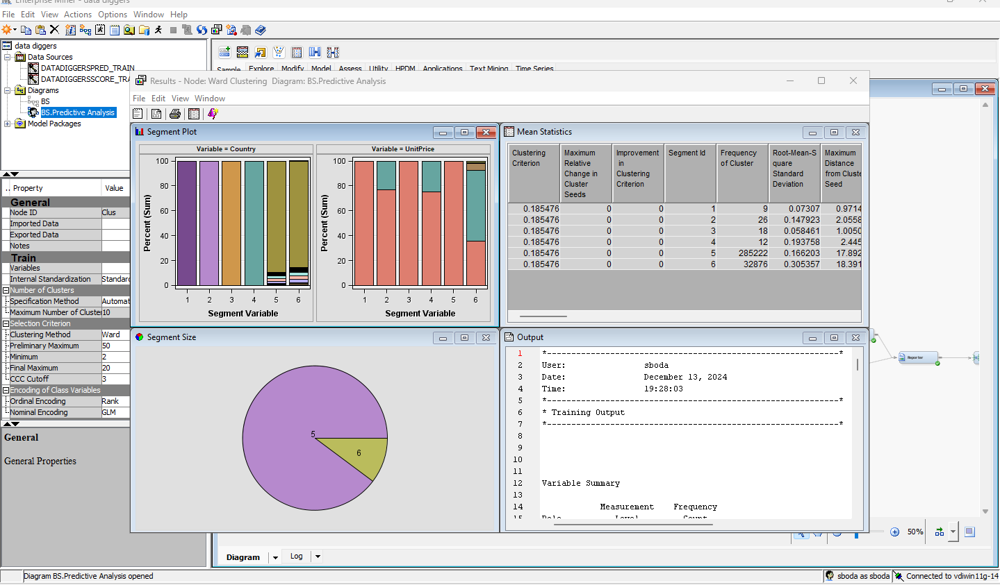 Enterprise Miner - data diggers
File Edit View Actions Options Window Help
data diggers
Data Sources
DATADIGGERSPRED_TRAIN
DATADIGGERSSCORE_TRA
Diagrams
BS
BS.Predictive Analysis
Model Packages
Sample Explore Modify Model Assess Utility HPDM Applications Text Mining Time Series
.. Property Value
General
Node ID Clus
Imported Data
Exported Data
Notes
Train
Variables
Internal Standardization Standard
Number of Clusters
Specification Method Automat
Maximum Number of Cluster 10
Selection Criterion
Clustering Method Ward
Preliminary Maximum 50
Minimum 2
Final Maximum 20
CCC Cutoff 3
Encoding of Class Variables
Ordinal Encoding Rank
Nominal Encoding GLM
General
General Properties
Results - Node: Ward Clustering Diagram: BS.Predictive Analysis
File Edit View Window
Segment Plot
Variable = Country
Variable = UnitPrice
Percent (Sum)
100
80
60
40
20
0
1 2 3 4 5 6
Segment Variable
Percent (Sum)
100
80
60
40
20
0
1 2 3 4 5 6
Segment Variable
Mean Statistics
Clustering Criterion
Maximum Relative Change in Cluster Seeds
Improvement in Clustering Criterion
Segment Id
Frequency of Cluster
Root-Mean-Square Standard Deviation
Maximum Distance from Cluste Seed
0.185476 0 0 1 9 0.07307 0.9714
0.185476 0 0 2 26 0.147923 2.0558
0.185476 0 0 3 18 0.058461 1.0050
0.185476 0 0 4 12 0.193758 2.445
0.185476 0 0 5 285222 0.166203 17.892
0.185476 0 0 6 32876 0.305357 18.391
Segment Size
5
6
Output
1 *------------------------------------------------------------*
2 User: sboda
3 Date: December 13, 2024
4 Time: 19:28:03
5 *------------------------------------------------------------*
6 * Training Output
7 *------------------------------------------------------------*
8
9
10
11
12 Variable Summary
13
14 Measurement Frequency
15 Role Level Count
Reporter
50%
Diagram Log
Diagram BS.Predictive Analysis opened
sboda as sboda
Connected to vdiwin11g-14